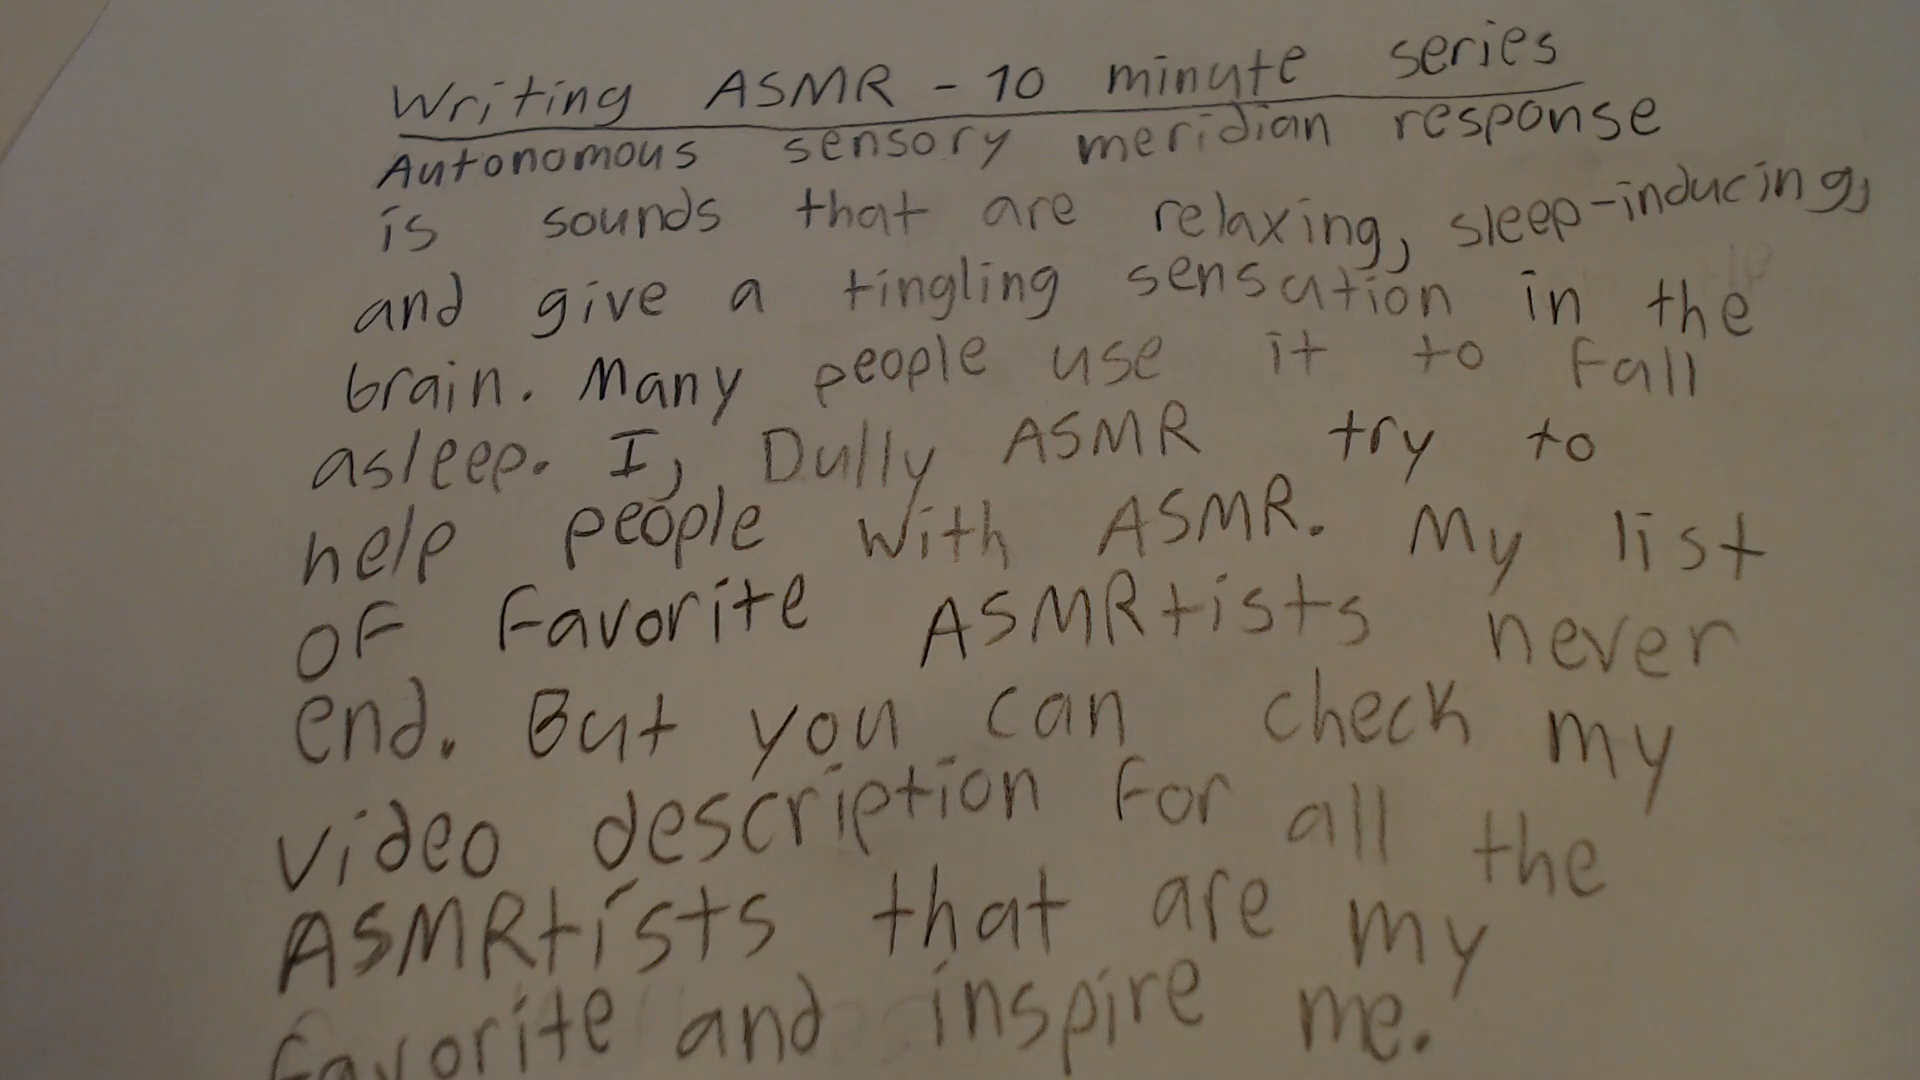 Writing ASMR - 10 minute series
Autonomous sensory meridian response
is sounds that are relaxing, sleep-inducing,
and give a tingling sensation in the
brain. Many people use it to fall
asleep. I, Dully ASMR try to
help people with ASMR. My list
of favorite ASMRtists never
end. But you can check my
video description for all the
ASMRtists that are my
favorite and inspire me.